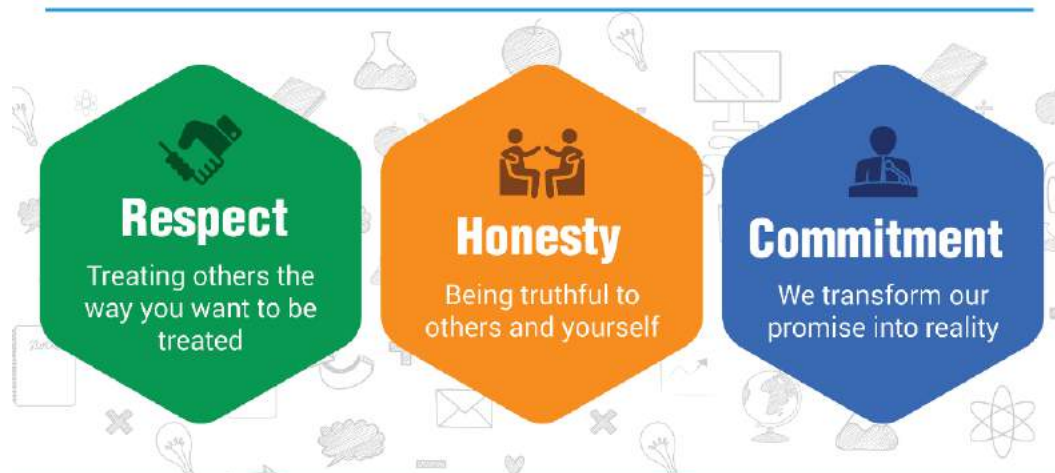 Respect
Treating others the
way you want to be
treated
Honesty
Being truthful to
others and yourself
Commitment
We transform our
promise into reality